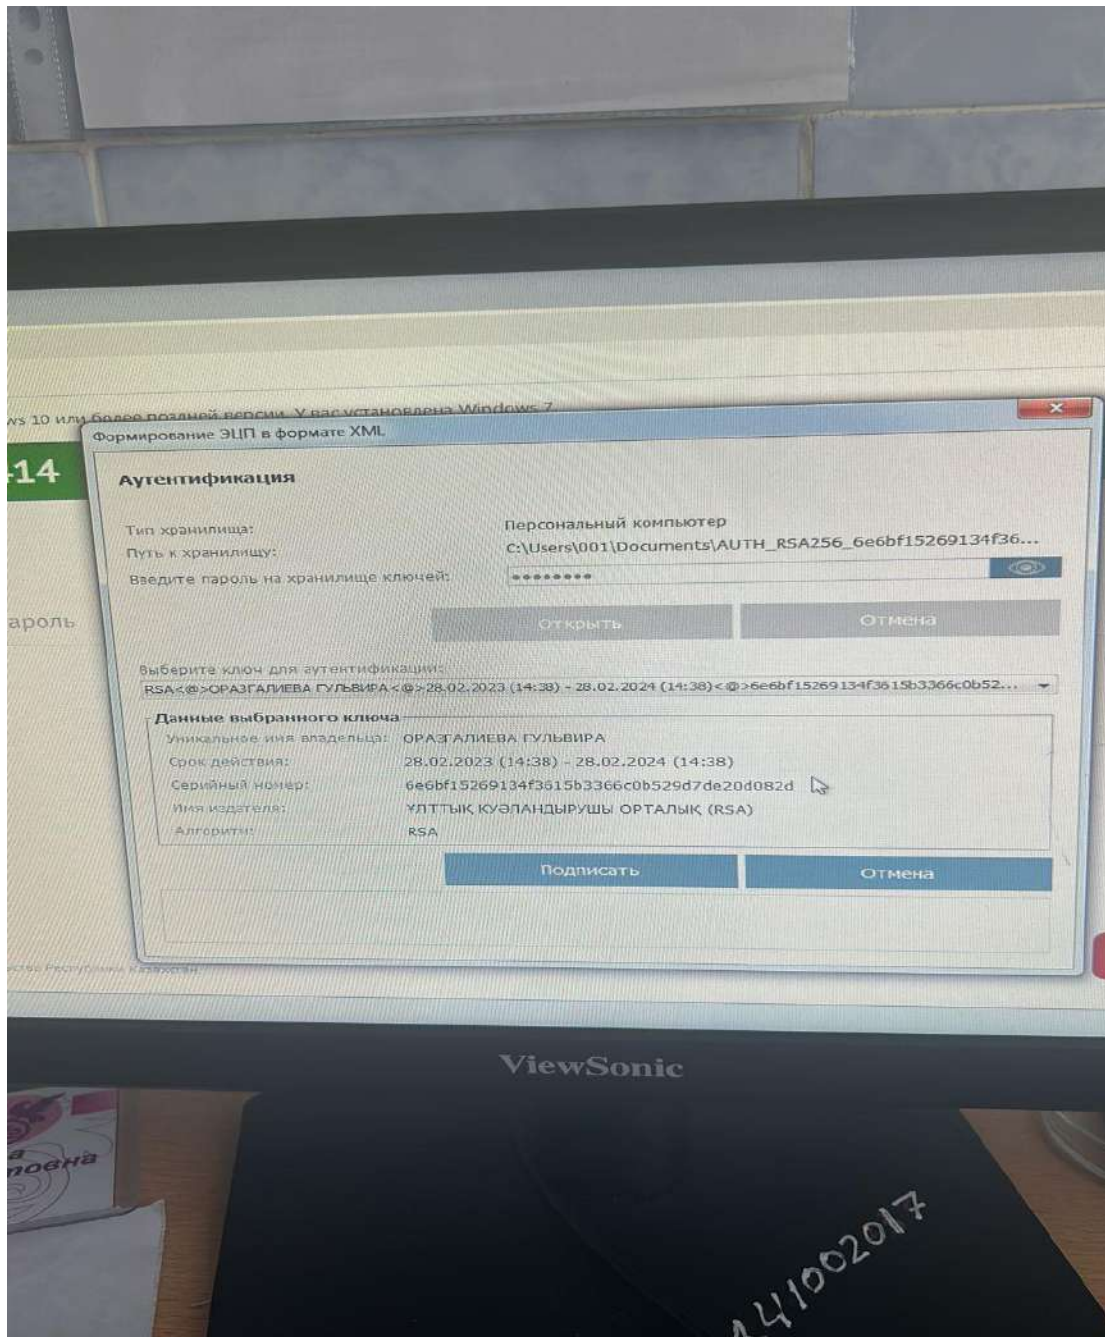 ws 10 или более поздней версии. У вас установлена Windows 7
Формирование ЭЦП в формате XML
14
Аутентификация
Тип хранилища: Персональный компьютер
Путь к хранилищу: C:\Users\001\Documents\AUTH_RSA256_6e6bf15269134f36...
Введите пароль на хранилище ключей: ••••••••
ароль
Открыть Отмена
Выберите ключ для аутентификации:
RSA<@>ОРАЗГАЛИЕВА ГУЛЬВИРА<@>28.02.2023 (14:38) - 28.02.2024 (14:38)<@>6e6bf15269134f3615b3366c0b52...
Данные выбранного ключа
Уникальное имя владельца: ОРАЗГАЛИЕВА ГУЛЬВИРА
Срок действия: 28.02.2023 (14:38) - 28.02.2024 (14:38)
Серийный номер: 6e6bf15269134f3615b3366c0b529d7de20d082d
Имя издателя: ҰЛТТЫҚ КУӘЛАНДЫРУШЫ ОРТАЛЫҚ (RSA)
Алгоритм: RSA
Подписать Отмена
Республики Казахстан
ViewSonic
а
товна
141002017